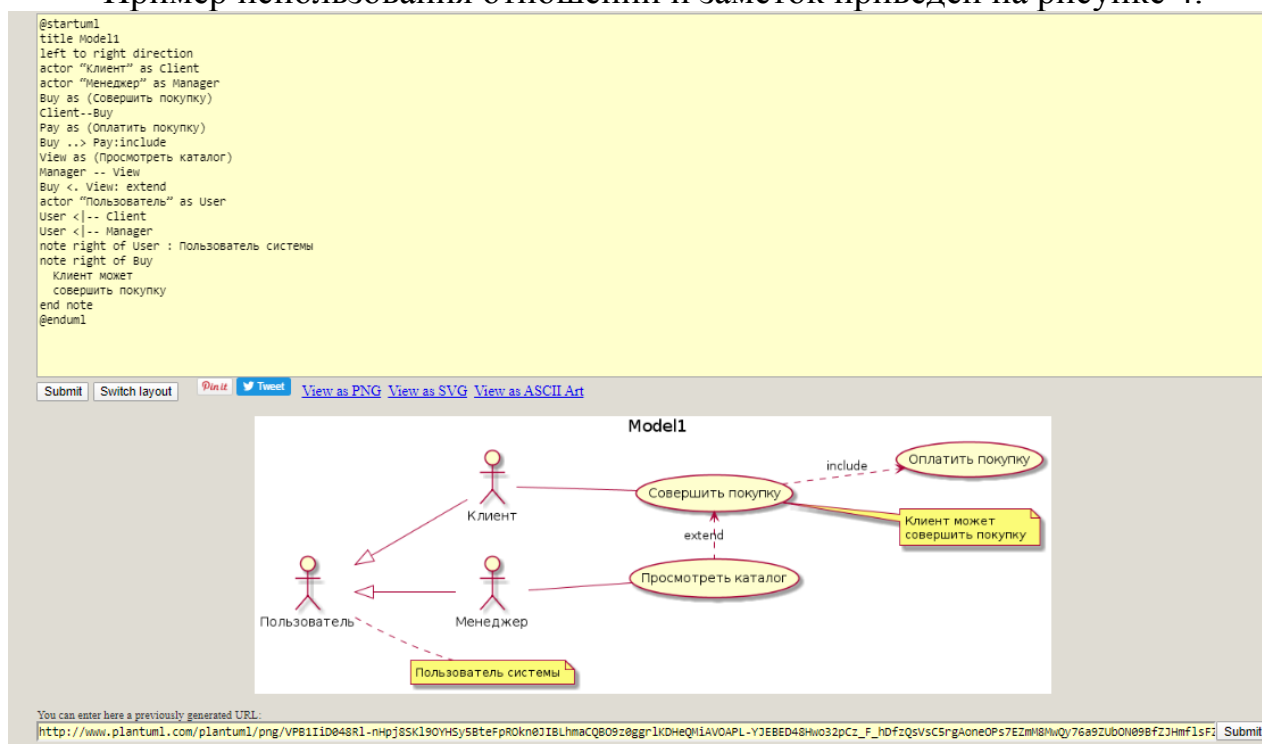 Пример использования отношений и заметок приведен на рисунке 4.
@startuml
title Model1
left to right direction
actor “Клиент” as Client
actor “Менеджер” as Manager
Buy as (Совершить покупку)
Client--Buy
Pay as (Оплатить покупку)
Buy ..> Pay:include
View as (Просмотреть каталог)
Manager -- View
Buy <. View: extend
actor “Пользователь” as User
User <|-- Client
User <|-- Manager
note right of User : Пользователь системы
note right of Buy
Клиент может
совершить покупку
end note
@enduml
Submit Switch layout Pinit Tweet View as PNG View as SVG View as ASCII Art
Model1
Клиент
Совершить покупку
include
Оплатить покупку
Клиент может
совершить покупку
extend
Просмотреть каталог
Пользователь
Менеджер
Пользователь системы
You can enter here a previously generated URL:
Submit